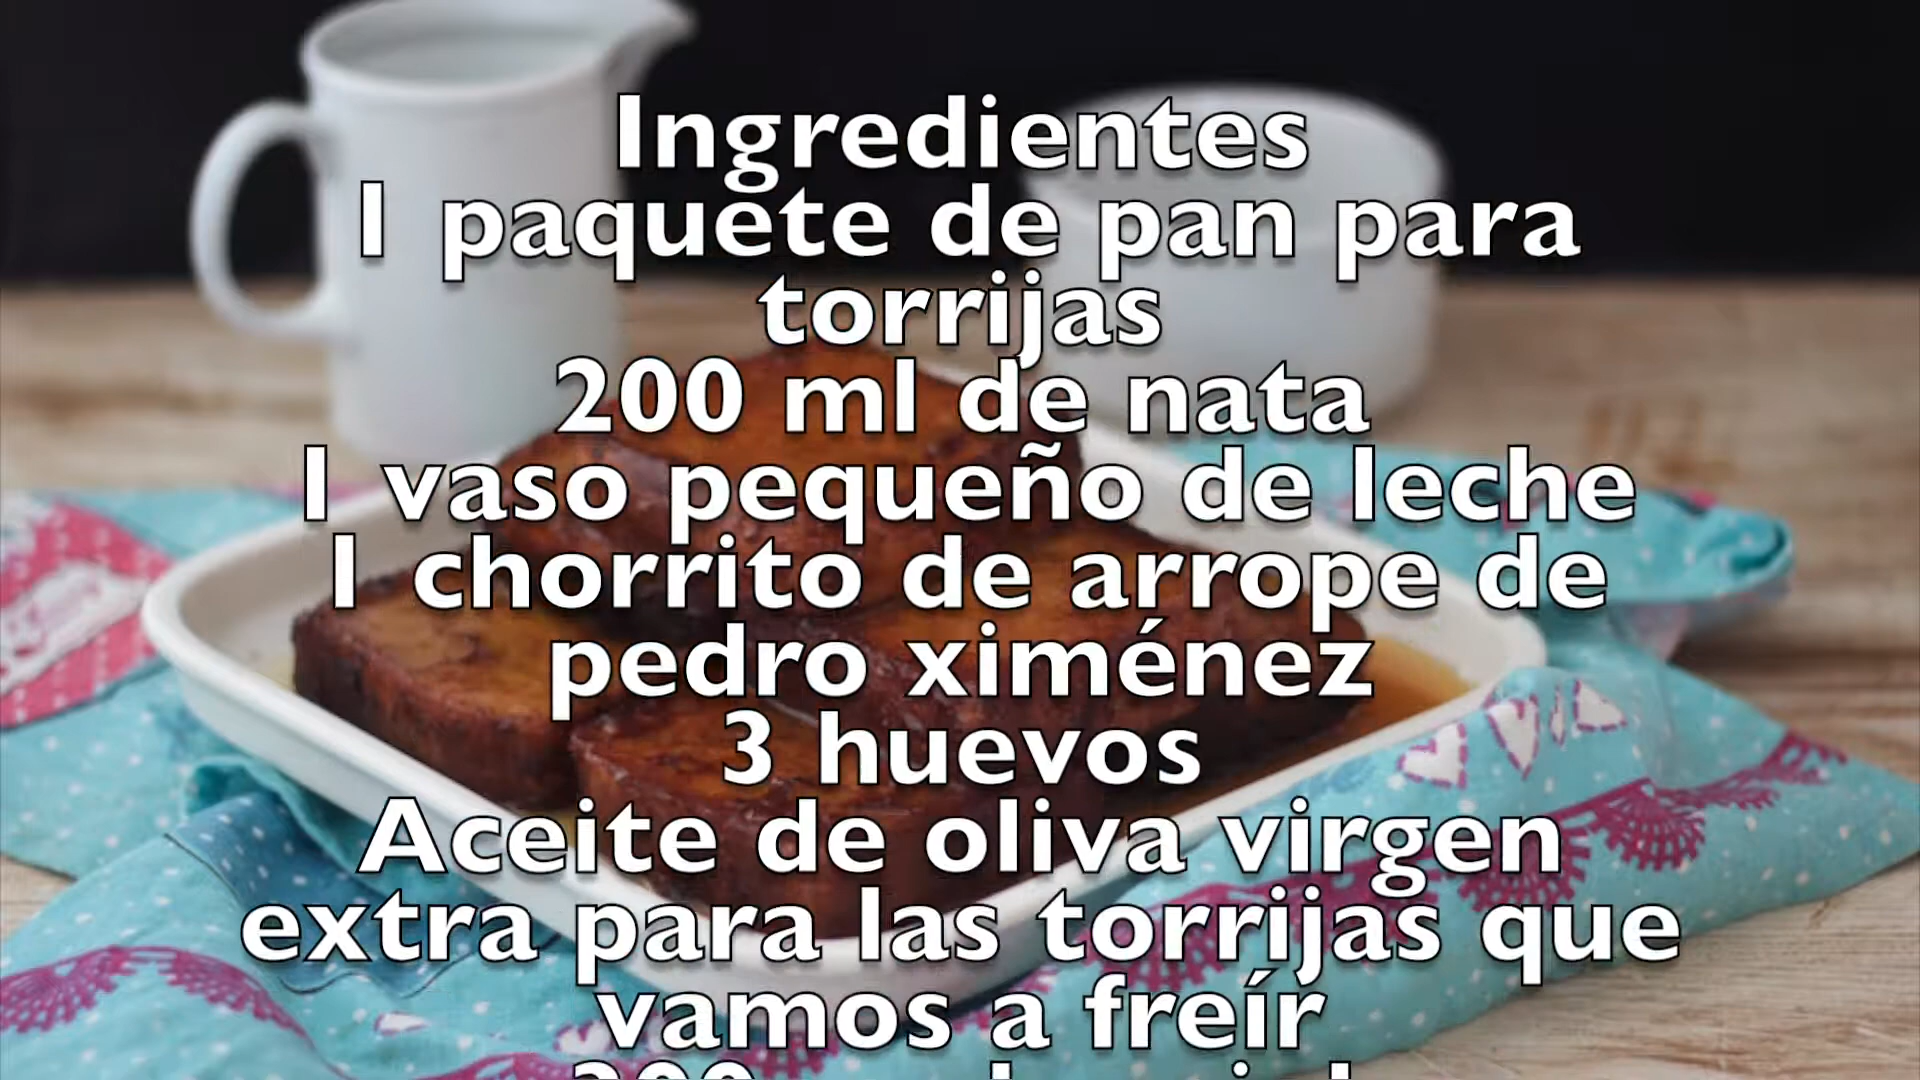 Ingredientes
1 paquete de pan para
torrijas
200 ml de nata
1 vaso pequeño de leche
1 chorrito de arrope de
pedro ximénez
3 huevos
Aceite de oliva virgen
extra para las torrijas que
vamos a freír